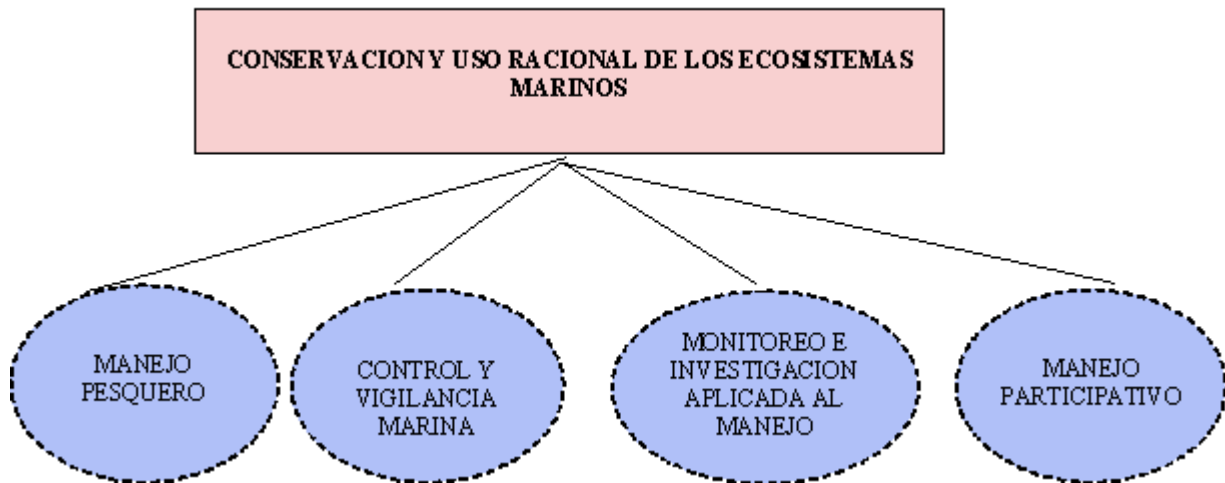 CONSERVACION Y USO RACIONAL DE LOS ECOSISTEMAS
MARINOS
MANEJO
PESQUERO
CONTROL Y
VIGILANCIA
MARINA
MONITOREO E
INVESTIGACION
APLICADA AL
MANEJO
MANEJO
PARTICIPATIVO